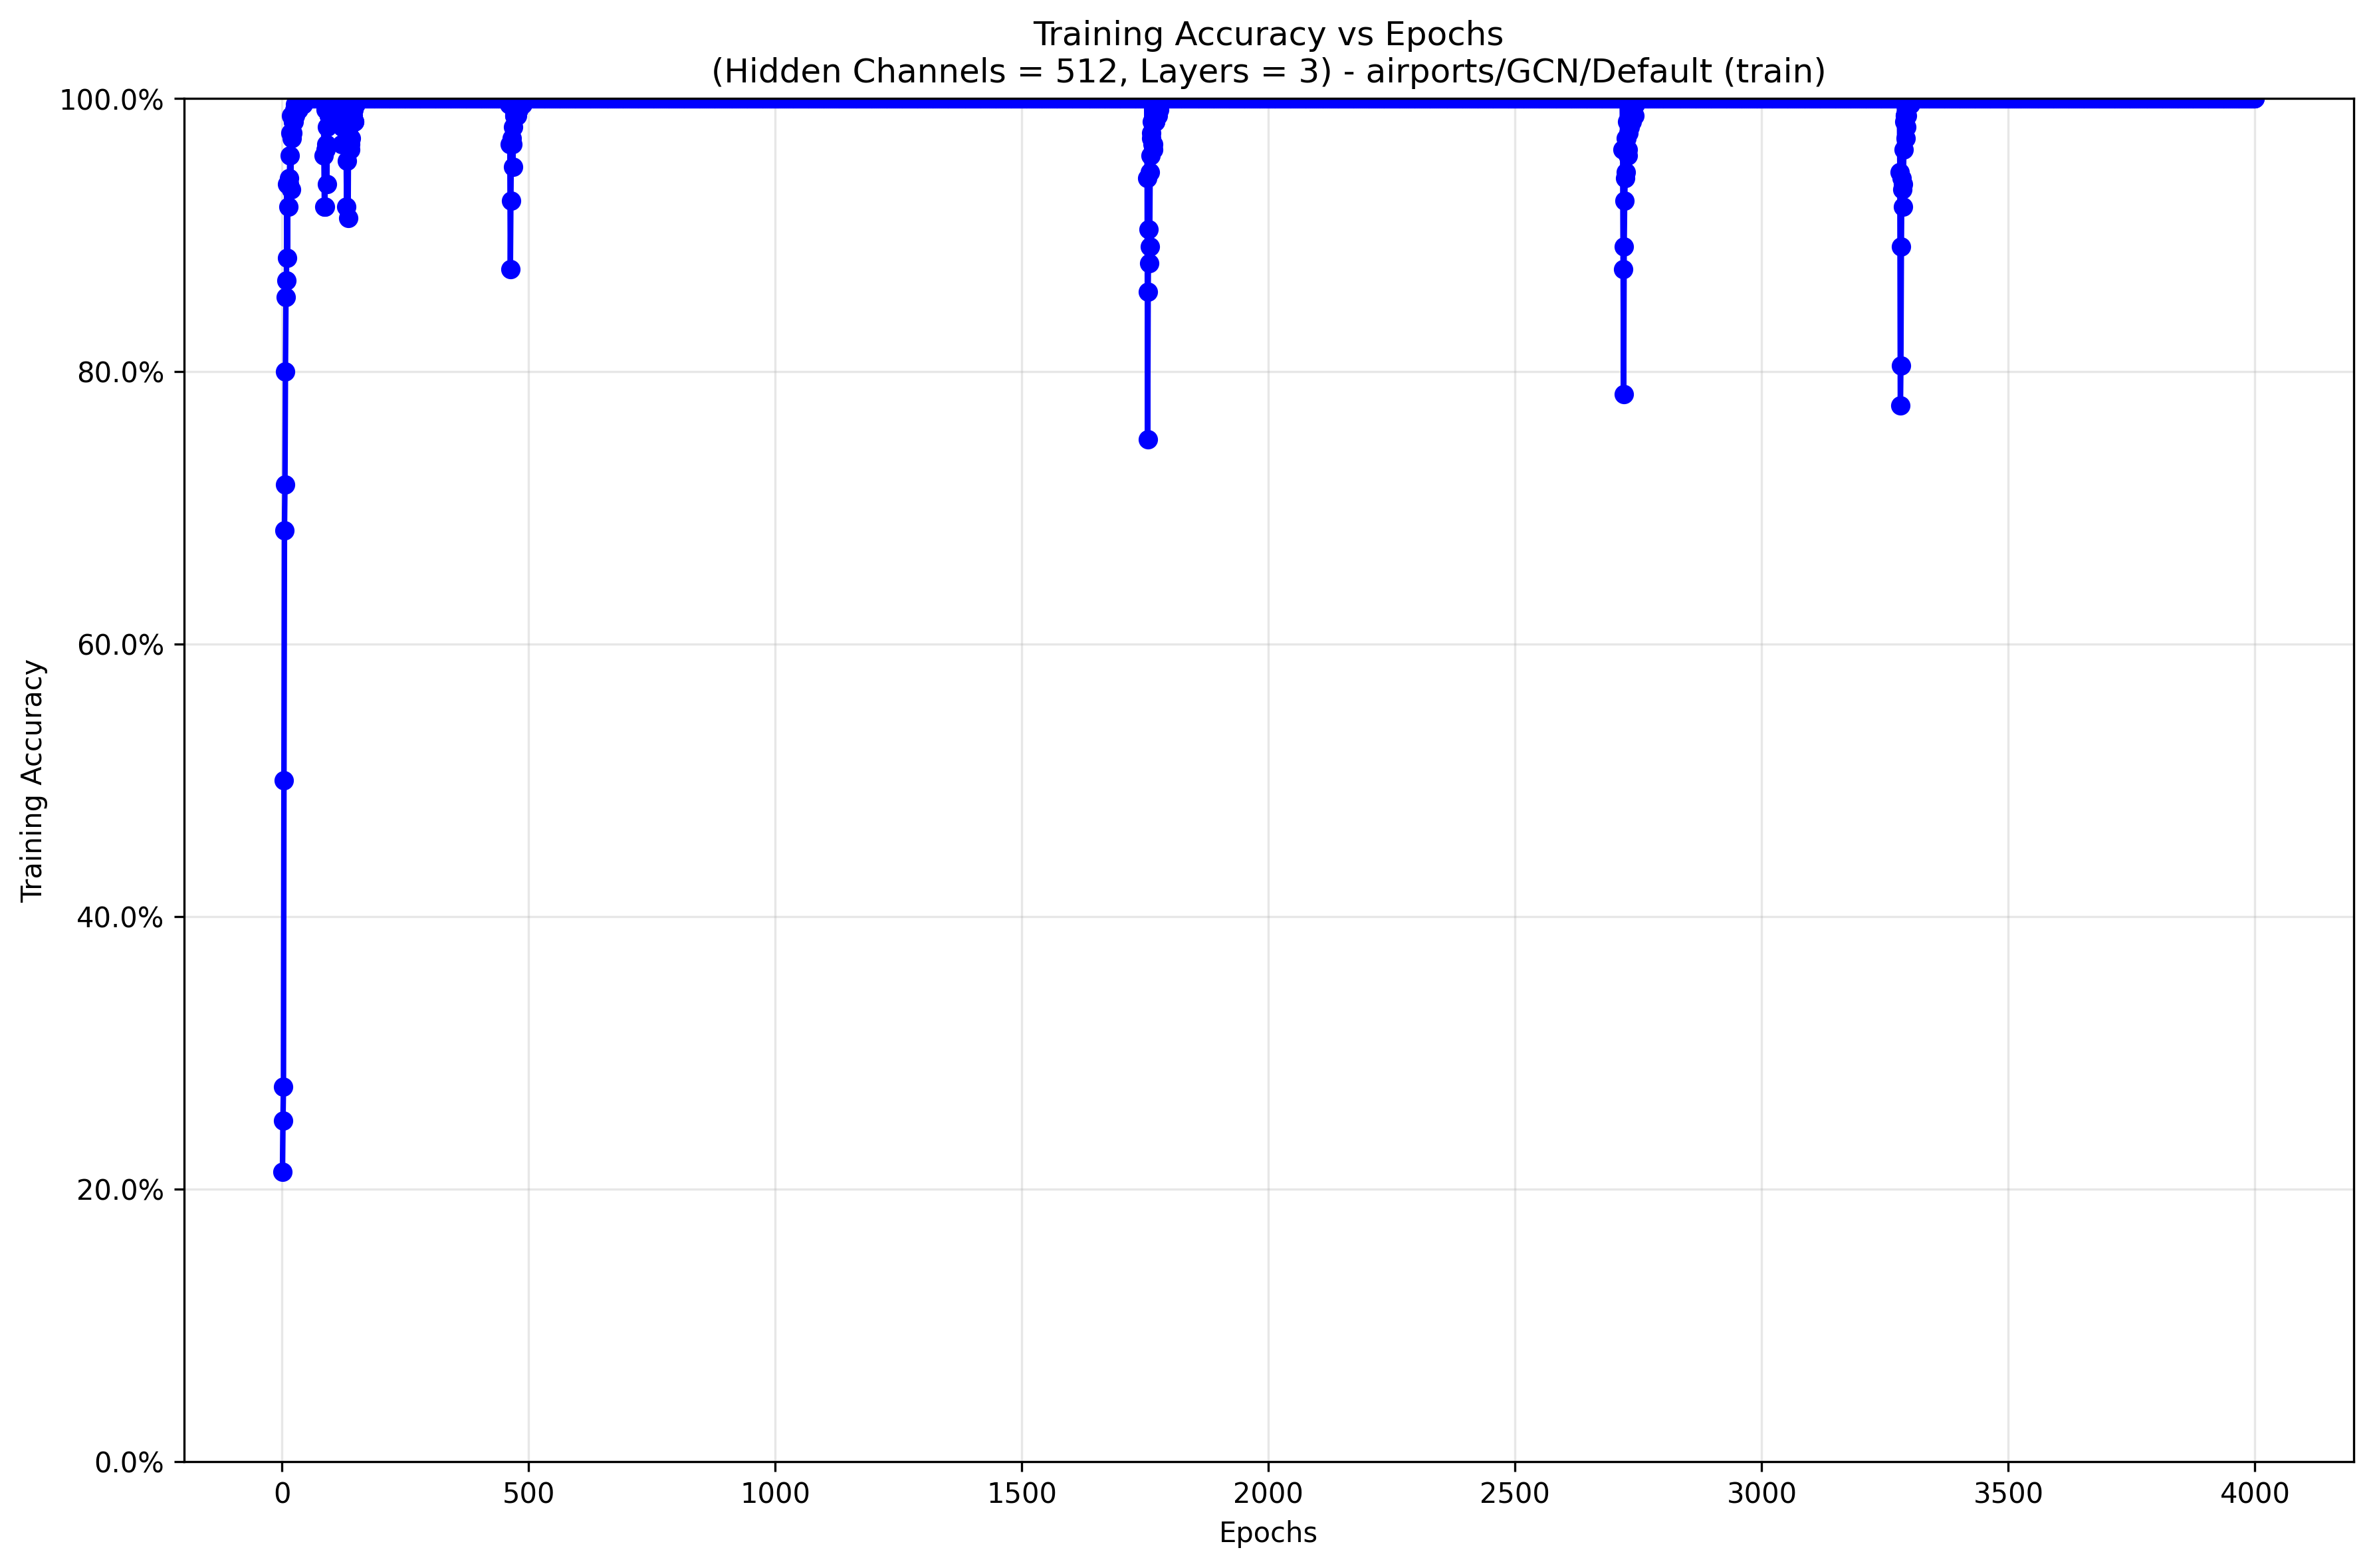 Training Accuracy vs Epochs
(Hidden Channels = 512, Layers = 3) - airports/GCN/Default (train)
100.0%
80.0%
60.0%
40.0%
20.0%
0.0%
Training Accuracy
0 500 1000 1500 2000 2500 3000 3500 4000
Epochs